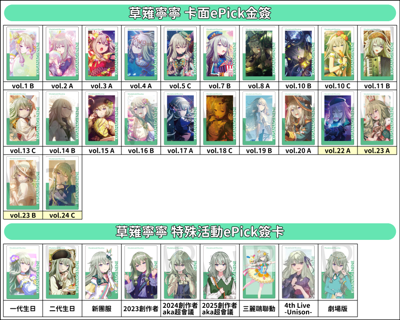 草薙寧寧 卡面ePick金簽
vol.1 B
vol.2 A
vol.3 A
vol.4 A
vol.5 C
vol.7 B
vol.8 A
vol.10 B
vol.10 C
vol.11 B
vol.13 C
vol.14 B
vol.15 A
vol.16 B
vol.17 A
vol.18 C
vol.19 B
vol.20 A
vol.22 A
vol.23 A
vol.23 B
vol.24 C
草薙寧寧 特殊活動ePick簽卡
一代生日
二代生日
新團服
2023創作者
2024創作者
aka超會議
2025創作者
aka超會議
三麗鷗聯動
4th Live
-Unison-
劇場版